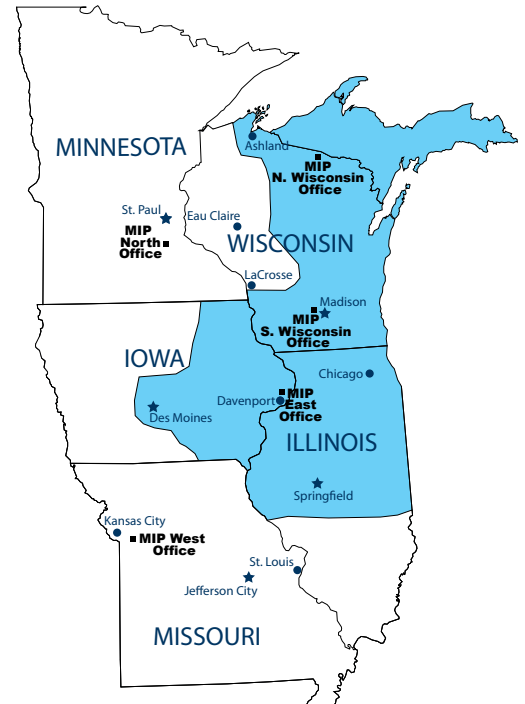 MINNESOTA
Ashland
MIP
N. Wisconsin
Office
St. Paul
Eau Claire
MIP
North
Office
WISCONSIN
LaCrosse
Madison
MIP
S. Wisconsin
Office
IOWA
Chicago
Davenport
MIP
East
Office
Des Moines
ILLINOIS
Springfield
Kansas City
MIP West
Office
St. Louis
Jefferson City
MISSOURI